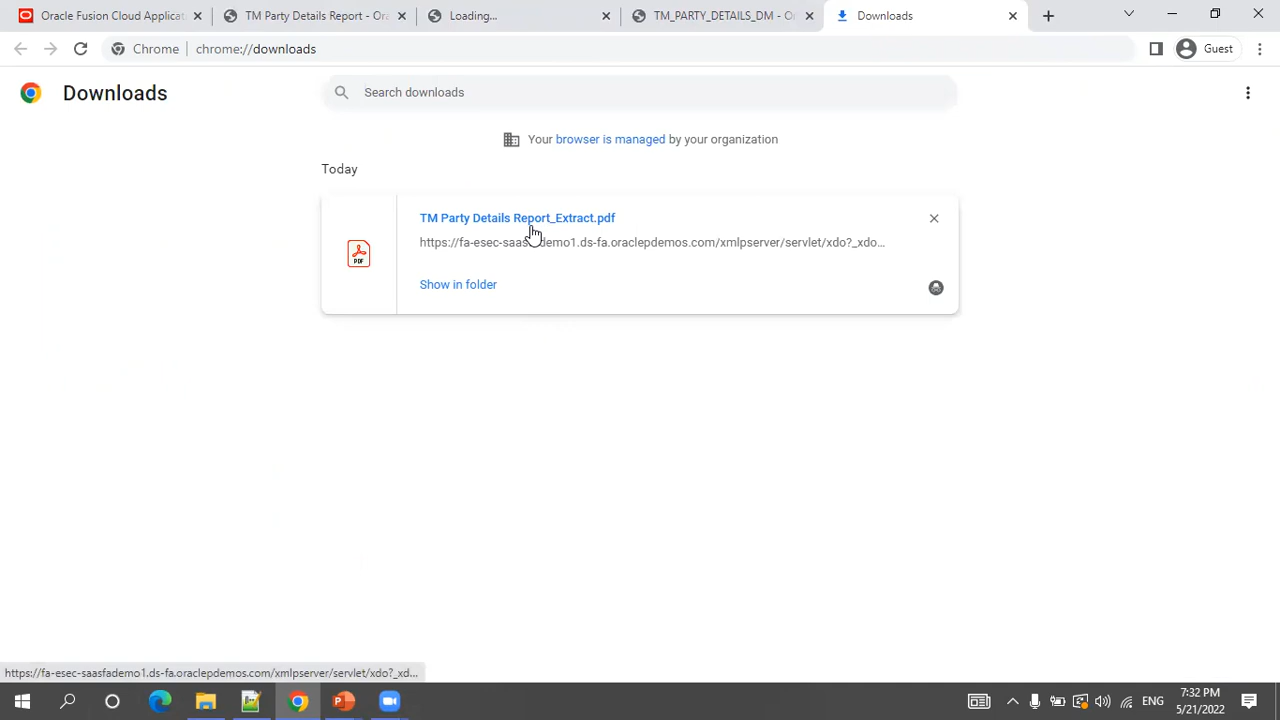 Oracle Fusion Cloud Applicat
TM Party Details Report - Ora
Loading...
TM_PARTY_DETAILS_DM - O
Downloads
Chrome
chrome://downloads
Guest
Downloads
Search downloads
Your browser is managed by your organization
Today
TM Party Details Report_Extract.pdf
https://fa-esec-saasfademo1.ds-fa.oraclepdemos.com/xmlpserver/servlet/xdo?_xdo...
PDF
Show in folder
https://fa-esec-saasfademo1.ds-fa.oraclepdemos.com/xmlpserver/servlet/xdo?_xd...
ENG
7:32 PM
5/21/2022